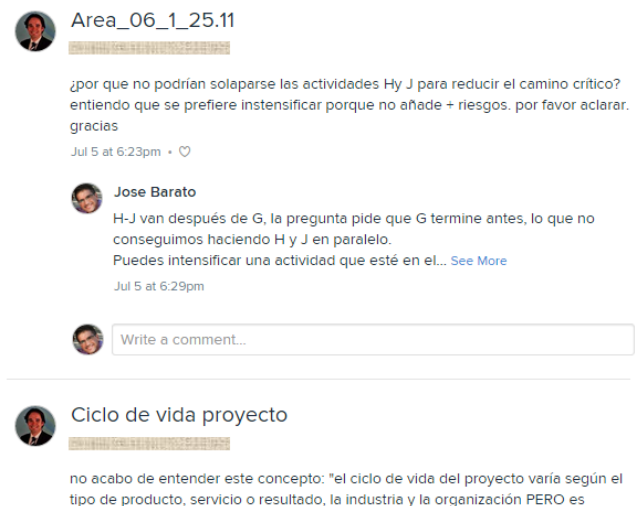 Area_06_1_25.11
¿por que no podrían solaparse las actividades Hy J para reducir el camino crítico?
entiendo que se prefiere instensificar porque no añade + riesgos. por favor aclarar.
gracias
Jul 5 at 6:23pm • ♡
Jose Barato
H-J van después de G, la pregunta pide que G termine antes, lo que no
conseguimos haciendo H y J en paralelo.
Puedes intensificar una actividad que esté en el... See More
Jul 5 at 6:29pm
Write a comment...
Ciclo de vida proyecto
no acabo de entender este concepto: "el ciclo de vida del proyecto varía según el
tipo de producto, servicio o resultado, la industria y la organización PERO es